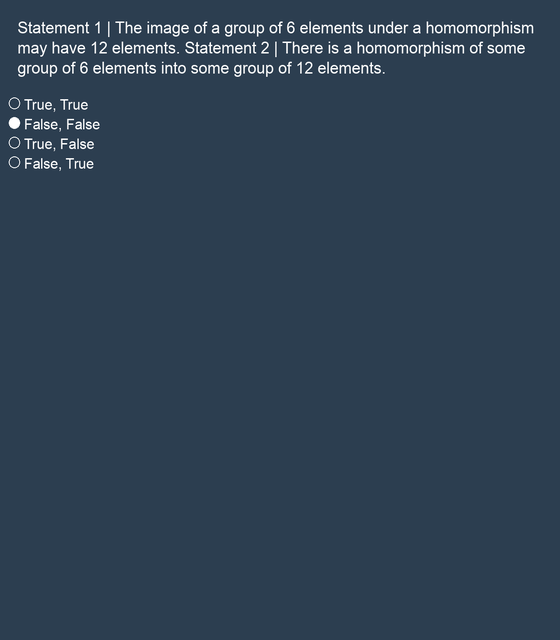 Statement 1 | The image of a group of 6 elements under a homomorphism
may have 12 elements. Statement 2 | There is a homomorphism of some
group of 6 elements into some group of 12 elements.
True, True
False, False
True, False
False, True